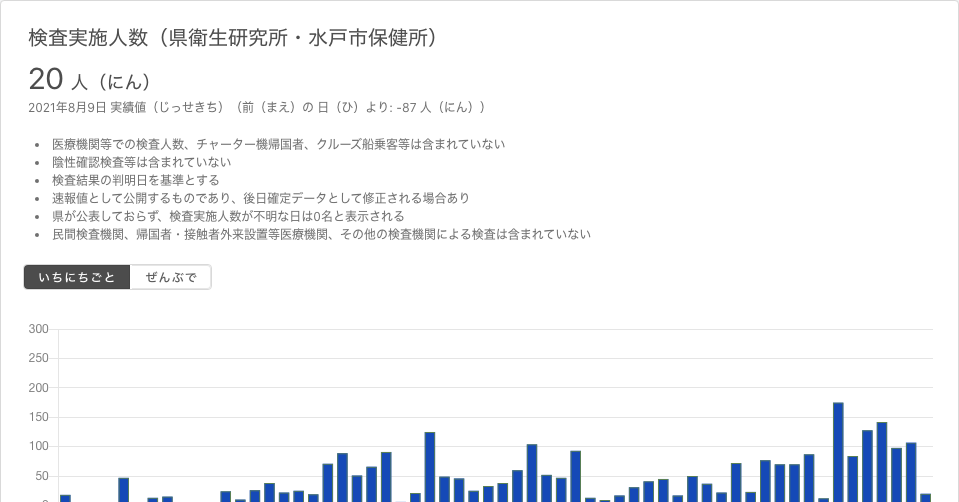 検査実施人数（県衛生研究所・水戸市保健所）
20 人（にん）
2021年8月9日 実績値（じっせきち）（前（まえ）の 日（ひ）より: -87 人（にん））
• 医療機関等での検査人数、チャーター機帰国者、クルーズ船乗客等は含まれていない
• 陰性確認検査等は含まれていない
• 検査結果の判明日を基準とする
• 速報値として公開するものであり、後日確定データとして修正される場合あり
• 県が公表しておらず、検査実施人数が不明な日は0名と表示される
• 民間検査機関、帰国者・接触者外来設置等医療機関、その他の検査機関による検査は含まれていない
いちにちごと ぜんぶで
300
250
200
150
100
50